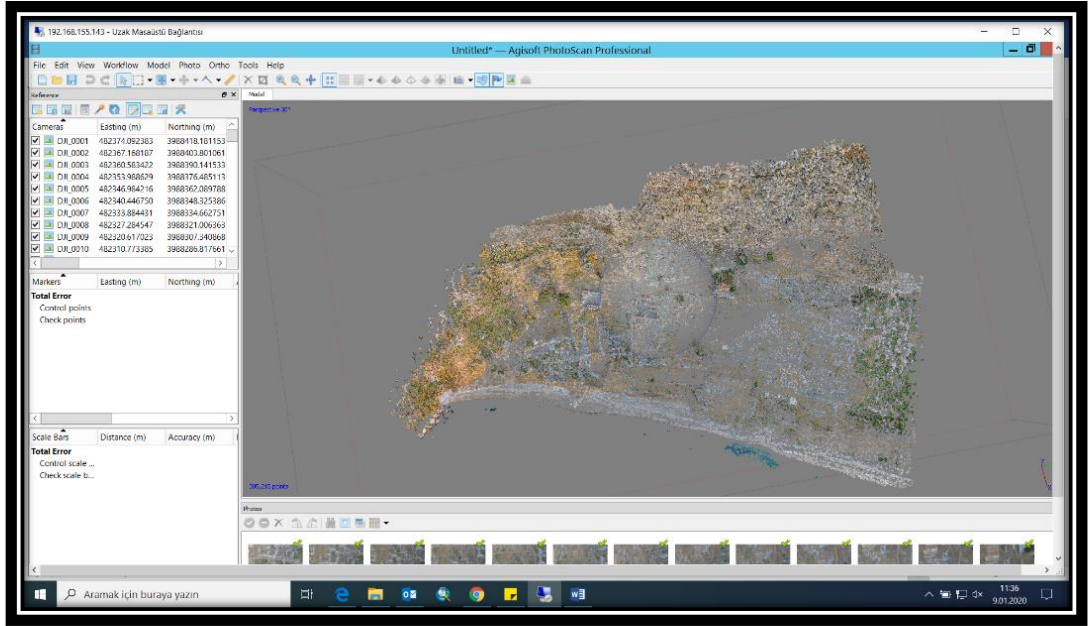 192.168.155.143 - Uzak Masaüstü Bağlantısı
Untitled* — Agisoft PhotoScan Professional
File Edit View Workflow Model Photo Ortho Tools Help
Reference
Model
Perspective 30°
Cameras Easting (m) Northing (m)
DJI_0001 482374.092383 3988418.181153
DJI_0002 482367.168187 3988403.801061
DJI_0003 482360.583422 3988390.141533
DJI_0004 482353.988629 3988376.485113
DJI_0005 482346.984216 3988362.089788
DJI_0006 482340.446750 3988348.325386
DJI_0007 482333.884431 3988334.662751
DJI_0008 482327.284547 3988321.006363
DJI_0009 482320.617023 3988307.340868
DJI_0010 482310.773385 3988286.817661
Markers Easting (m) Northing (m)
Total Error
Control points
Check points
Scale Bars Distance (m) Accuracy (m)
Total Error
Control scale ...
Check scale b...
points
Photos
Aramak için buraya yazın
11:36
9.01.2020